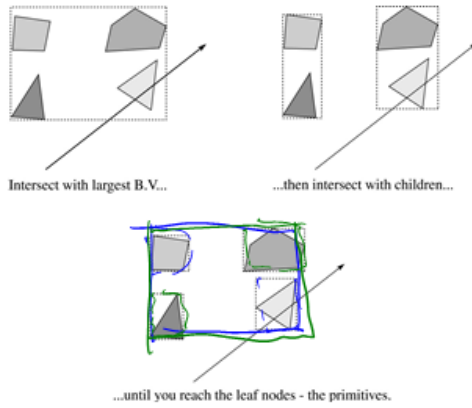 Intersect with largest B.V...
...then intersect with children...
...until you reach the leaf nodes - the primitives.